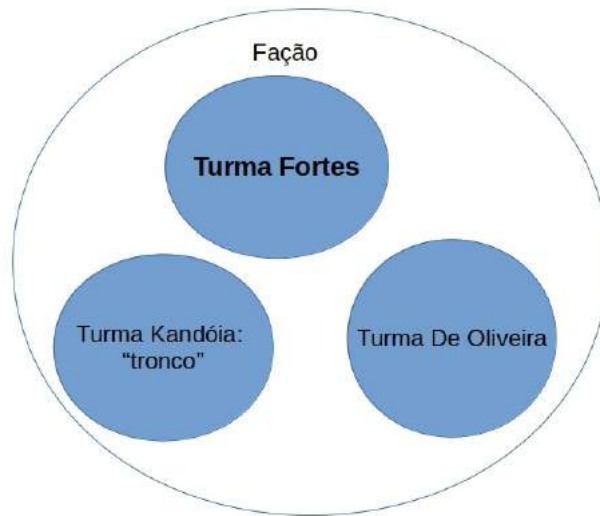 Fação
Turma Fortes
Turma Kandóia:
“tronco”
Turma De Oliveira